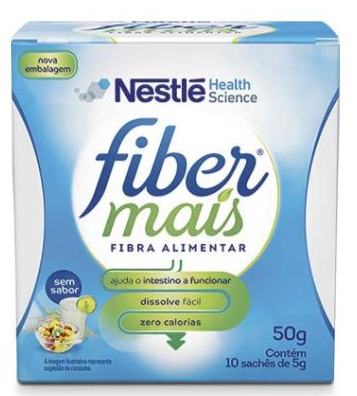 nova
embalagem
Nestlé Health
Science
fiber®
mais
FIBRA ALIMENTAR
ajuda o intestino a funcionar
dissolve fácil
zero calorias
sem
sabor
50g
Contém
10 sachês de 5g
A imagem ilustrativa representa
sugestão de consumo.